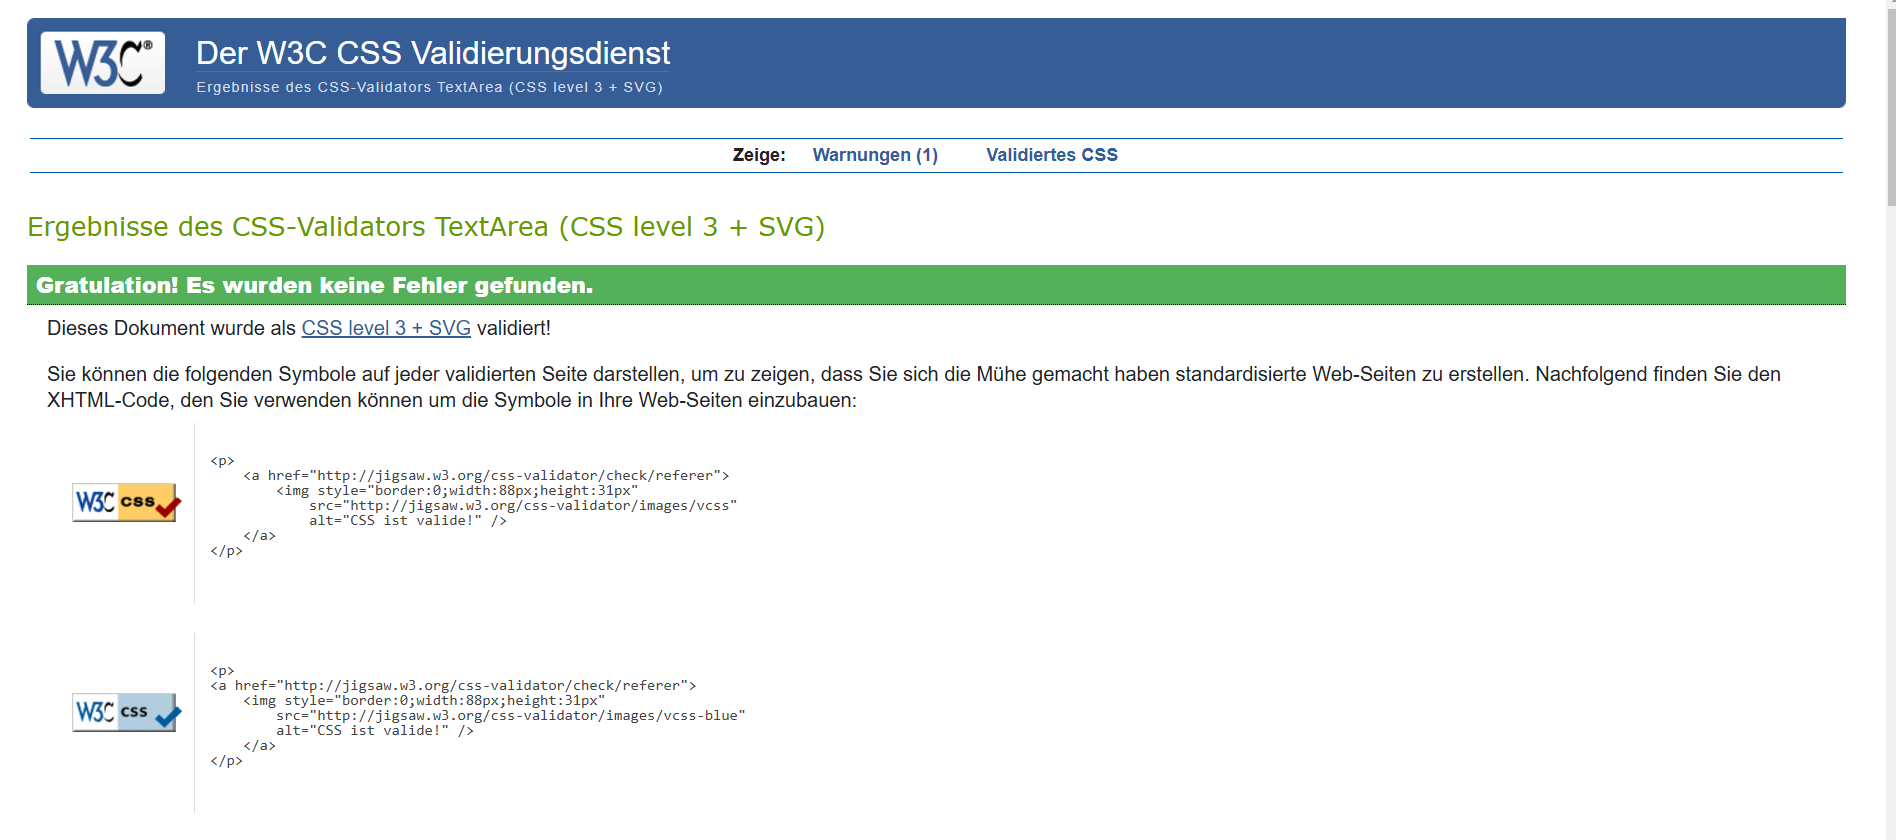 W3C®
Der W3C CSS Validierungsdienst
Ergebnisse des CSS-Validators TextArea (CSS level 3 + SVG)
Zeige: Warnungen (1) Validiertes CSS
Ergebnisse des CSS-Validators TextArea (CSS level 3 + SVG)
Gratulation! Es wurden keine Fehler gefunden.
Dieses Dokument wurde als CSS level 3 + SVG validiert!
Sie können die folgenden Symbole auf jeder validierten Seite darstellen, um zu zeigen, dass Sie sich die Mühe gemacht haben standardisierte Web-Seiten zu erstellen. Nachfolgend finden Sie den
XHTML-Code, den Sie verwenden können um die Symbole in Ihre Web-Seiten einzubauen:
W3C css
<p>
<a href="http://jigsaw.w3.org/css-validator/check/referer">
<img style="border:0;width:88px;height:31px"
src="http://jigsaw.w3.org/css-validator/images/vcss"
alt="CSS ist valide!" />
</a>
</p>
W3C css
<p>
<a href="http://jigsaw.w3.org/css-validator/check/referer">
<img style="border:0;width:88px;height:31px"
src="http://jigsaw.w3.org/css-validator/images/vcss-blue"
alt="CSS ist valide!" />
</a>
</p>